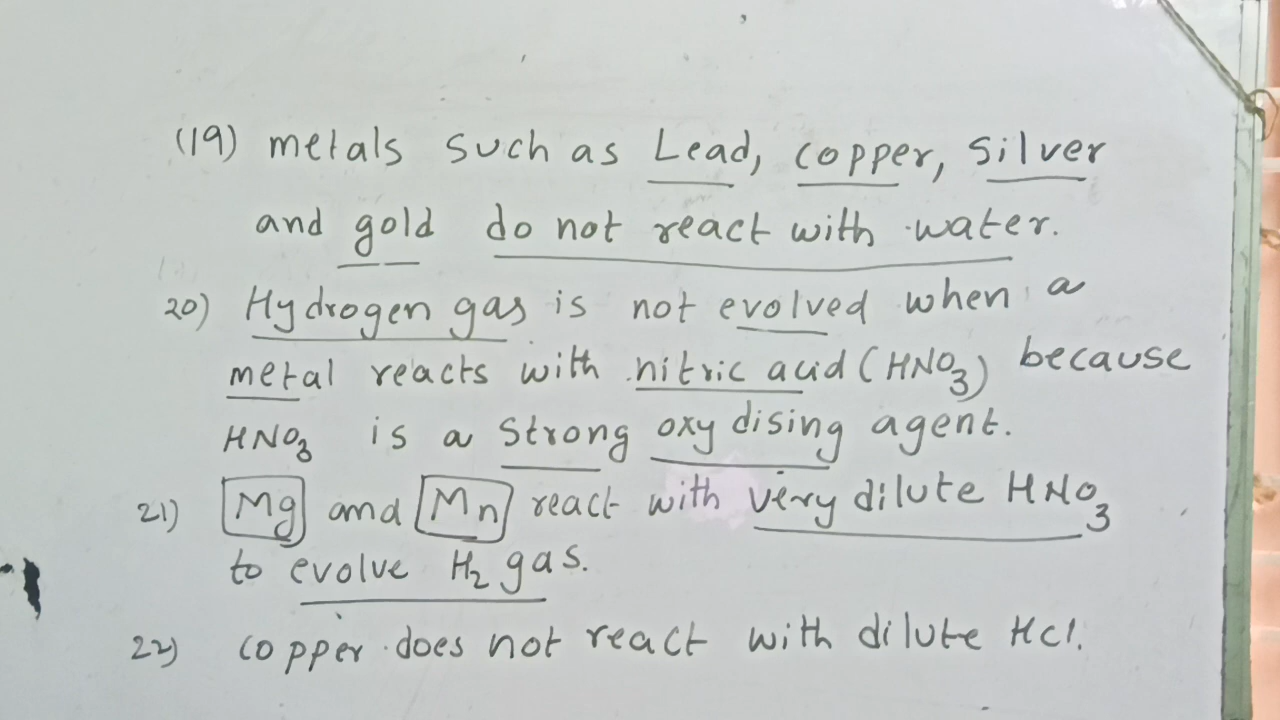 (19) metals such as Lead, copper, silver
and gold do not react with water.
20) Hydrogen gas is not evolved when a
metal reacts with nitric acid (HNO3) because
HNO3 is a strong oxydising agent.
21) Mg and Mn react with very dilute HNO3
to evolve H2 gas.
22) copper does not react with dilute Hcl.